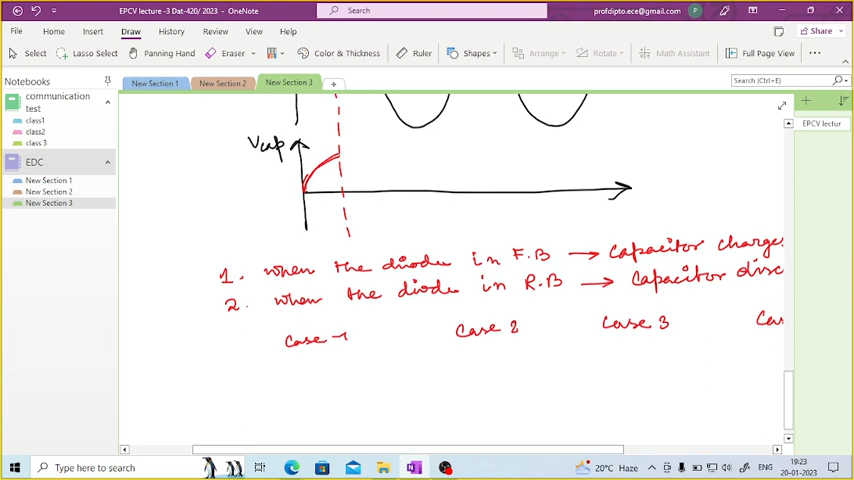 EPCV lecture -3 Dat-420/ 2023 - OneNote
Search
profdipto.ece@gmail.com
P
File Home Insert Draw History Review View Help
Share
Select Lasso Select Panning Hand Eraser Color & Thickness Ruler Shapes Arrange Rotate Math Assistant Full Page View
Notebooks
New Section 1 New Section 2 New Section 3
Search (Ctrl+E)
communication
test
class1
class2
class 3
EDC
New Section 1
New Section 2
New Section 3
EPCV lectur
Vcap
1. when the diode in F.B → Capacitor charges
2. when the diode in R.B → Capacitor disc
Case -1 Case 2 Case 3 Cas
Type here to search
20°C Haze
ENG
19:23
20-01-2023